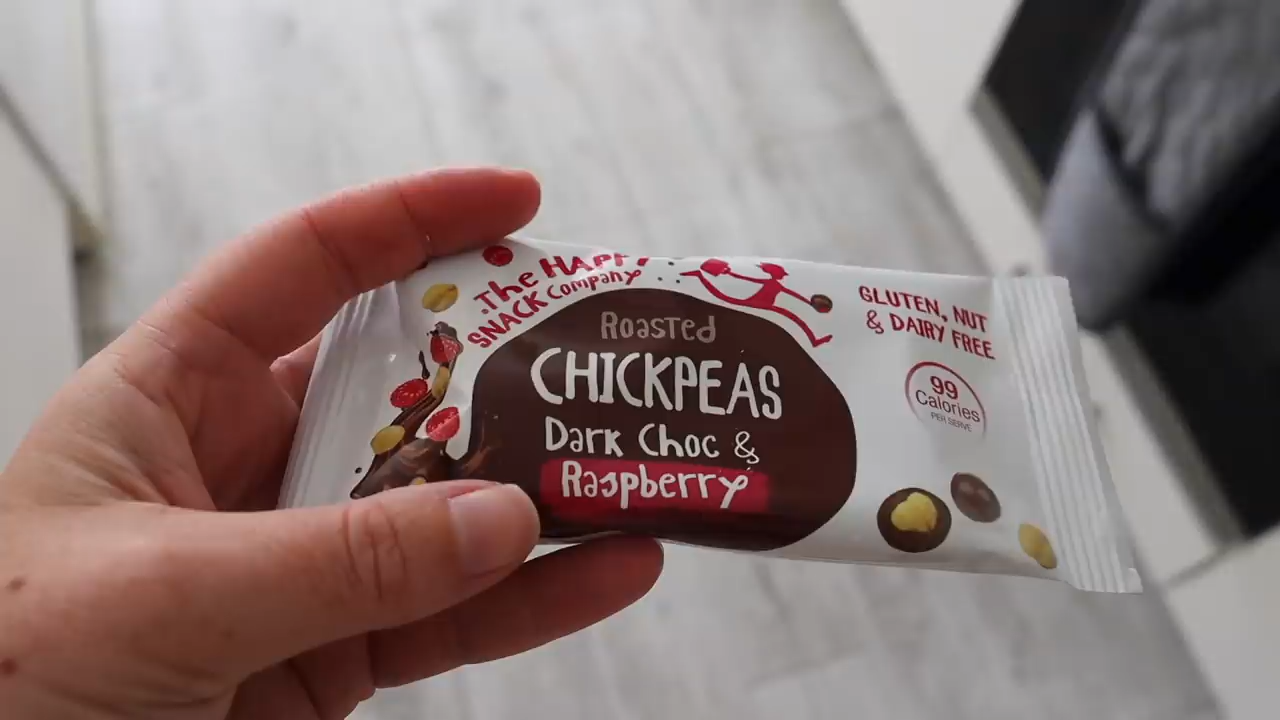 The HAPPY
SNACK Company
Roasted
CHICKPEAS
Dark Choc &
Raspberry
GLUTEN, NUT
& DAIRY FREE
99
Calories
PER SERVE